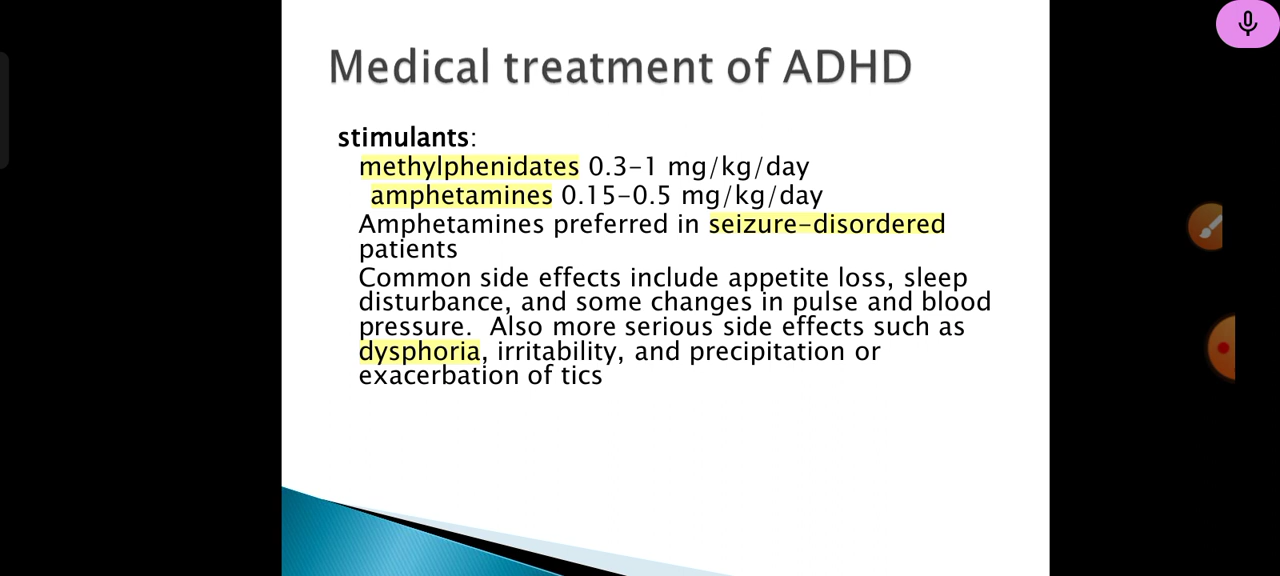 Medical treatment of ADHD
stimulants:
methylphenidates 0.3-1 mg/kg/day
amphetamines 0.15-0.5 mg/kg/day
Amphetamines preferred in seizure-disordered
patients
Common side effects include appetite loss, sleep
disturbance, and some changes in pulse and blood
pressure.  Also more serious side effects such as
dysphoria, irritability, and precipitation or
exacerbation of tics